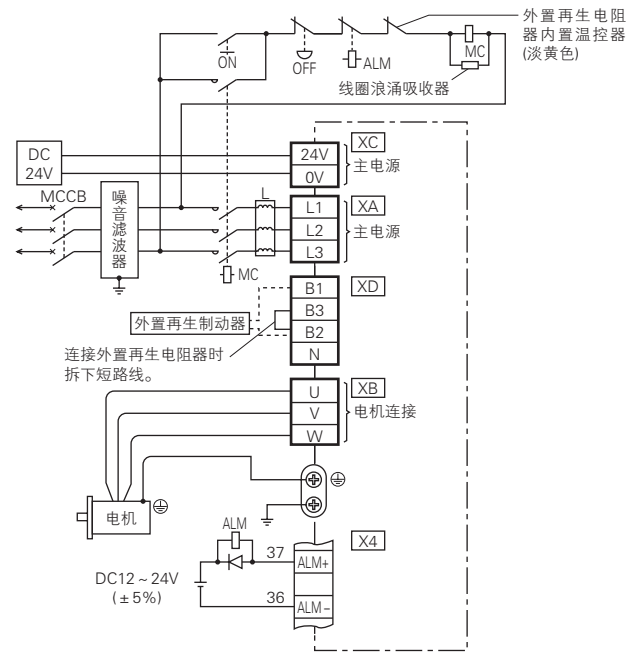 外置再生电阻
器内置温控器
(淡黄色)
ON
OFF
ALM
MC
线圈浪涌吸收器
DC
24V
24V
0V
XC
主电源
MCCB
噪音滤波器
L
L1
L2
L3
XA
主电源
MC
B1
B3
B2
N
XD
外置再生制动器
连接外置再生电阻器时
拆下短路线。
U
V
W
XB
电机连接
电机
ALM
37
ALM+
X4
DC12~24V
(±5%)
36
ALM-